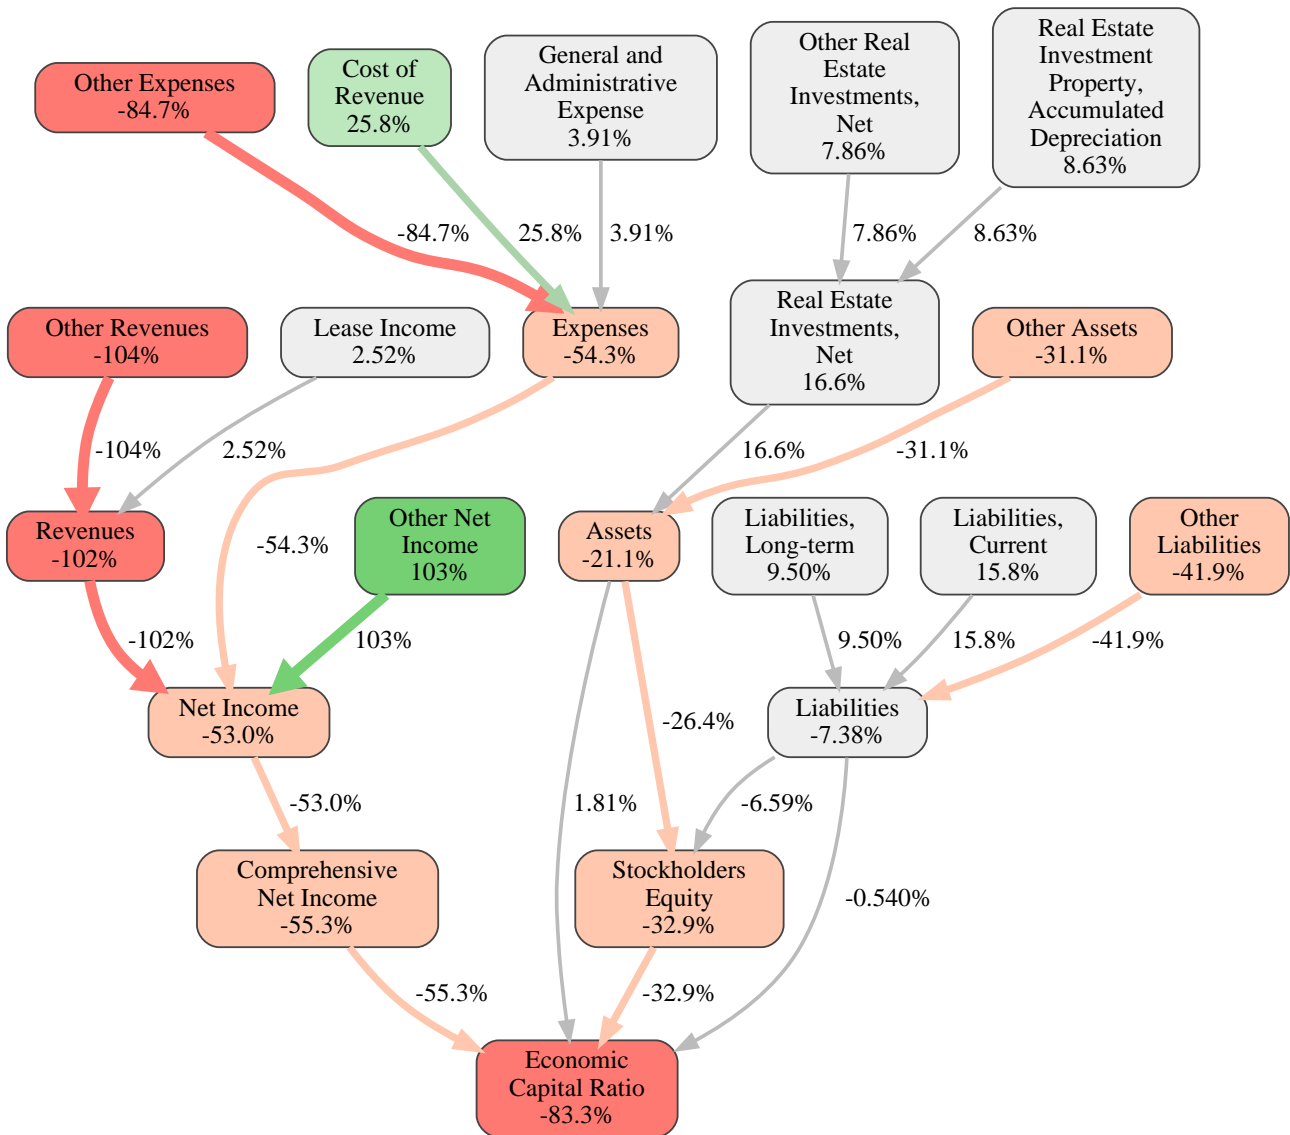 Other Expenses
-84.7%
Cost of
Revenue
25.8%
General and
Administrative
Expense
3.91%
Other Real
Estate
Investments,
Net
7.86%
Real Estate
Investment
Property,
Accumulated
Depreciation
8.63%
-84.7%
25.8%
3.91%
7.86%
8.63%
Other Revenues
-104%
Lease Income
2.52%
Expenses
-54.3%
Real Estate
Investments,
Net
16.6%
Other Assets
-31.1%
-104%
2.52%
16.6%
-31.1%
Revenues
-102%
-54.3%
Other Net
Income
103%
Assets
-21.1%
Liabilities,
Long-term
9.50%
Liabilities,
Current
15.8%
Other
Liabilities
-41.9%
-102%
103%
9.50%
15.8%
-41.9%
Net Income
-53.0%
-26.4%
Liabilities
-7.38%
-53.0%
1.81%
-6.59%
Comprehensive
Net Income
-55.3%
Stockholders
Equity
-32.9%
-0.540%
-55.3%
-32.9%
Economic
Capital Ratio
-83.3%